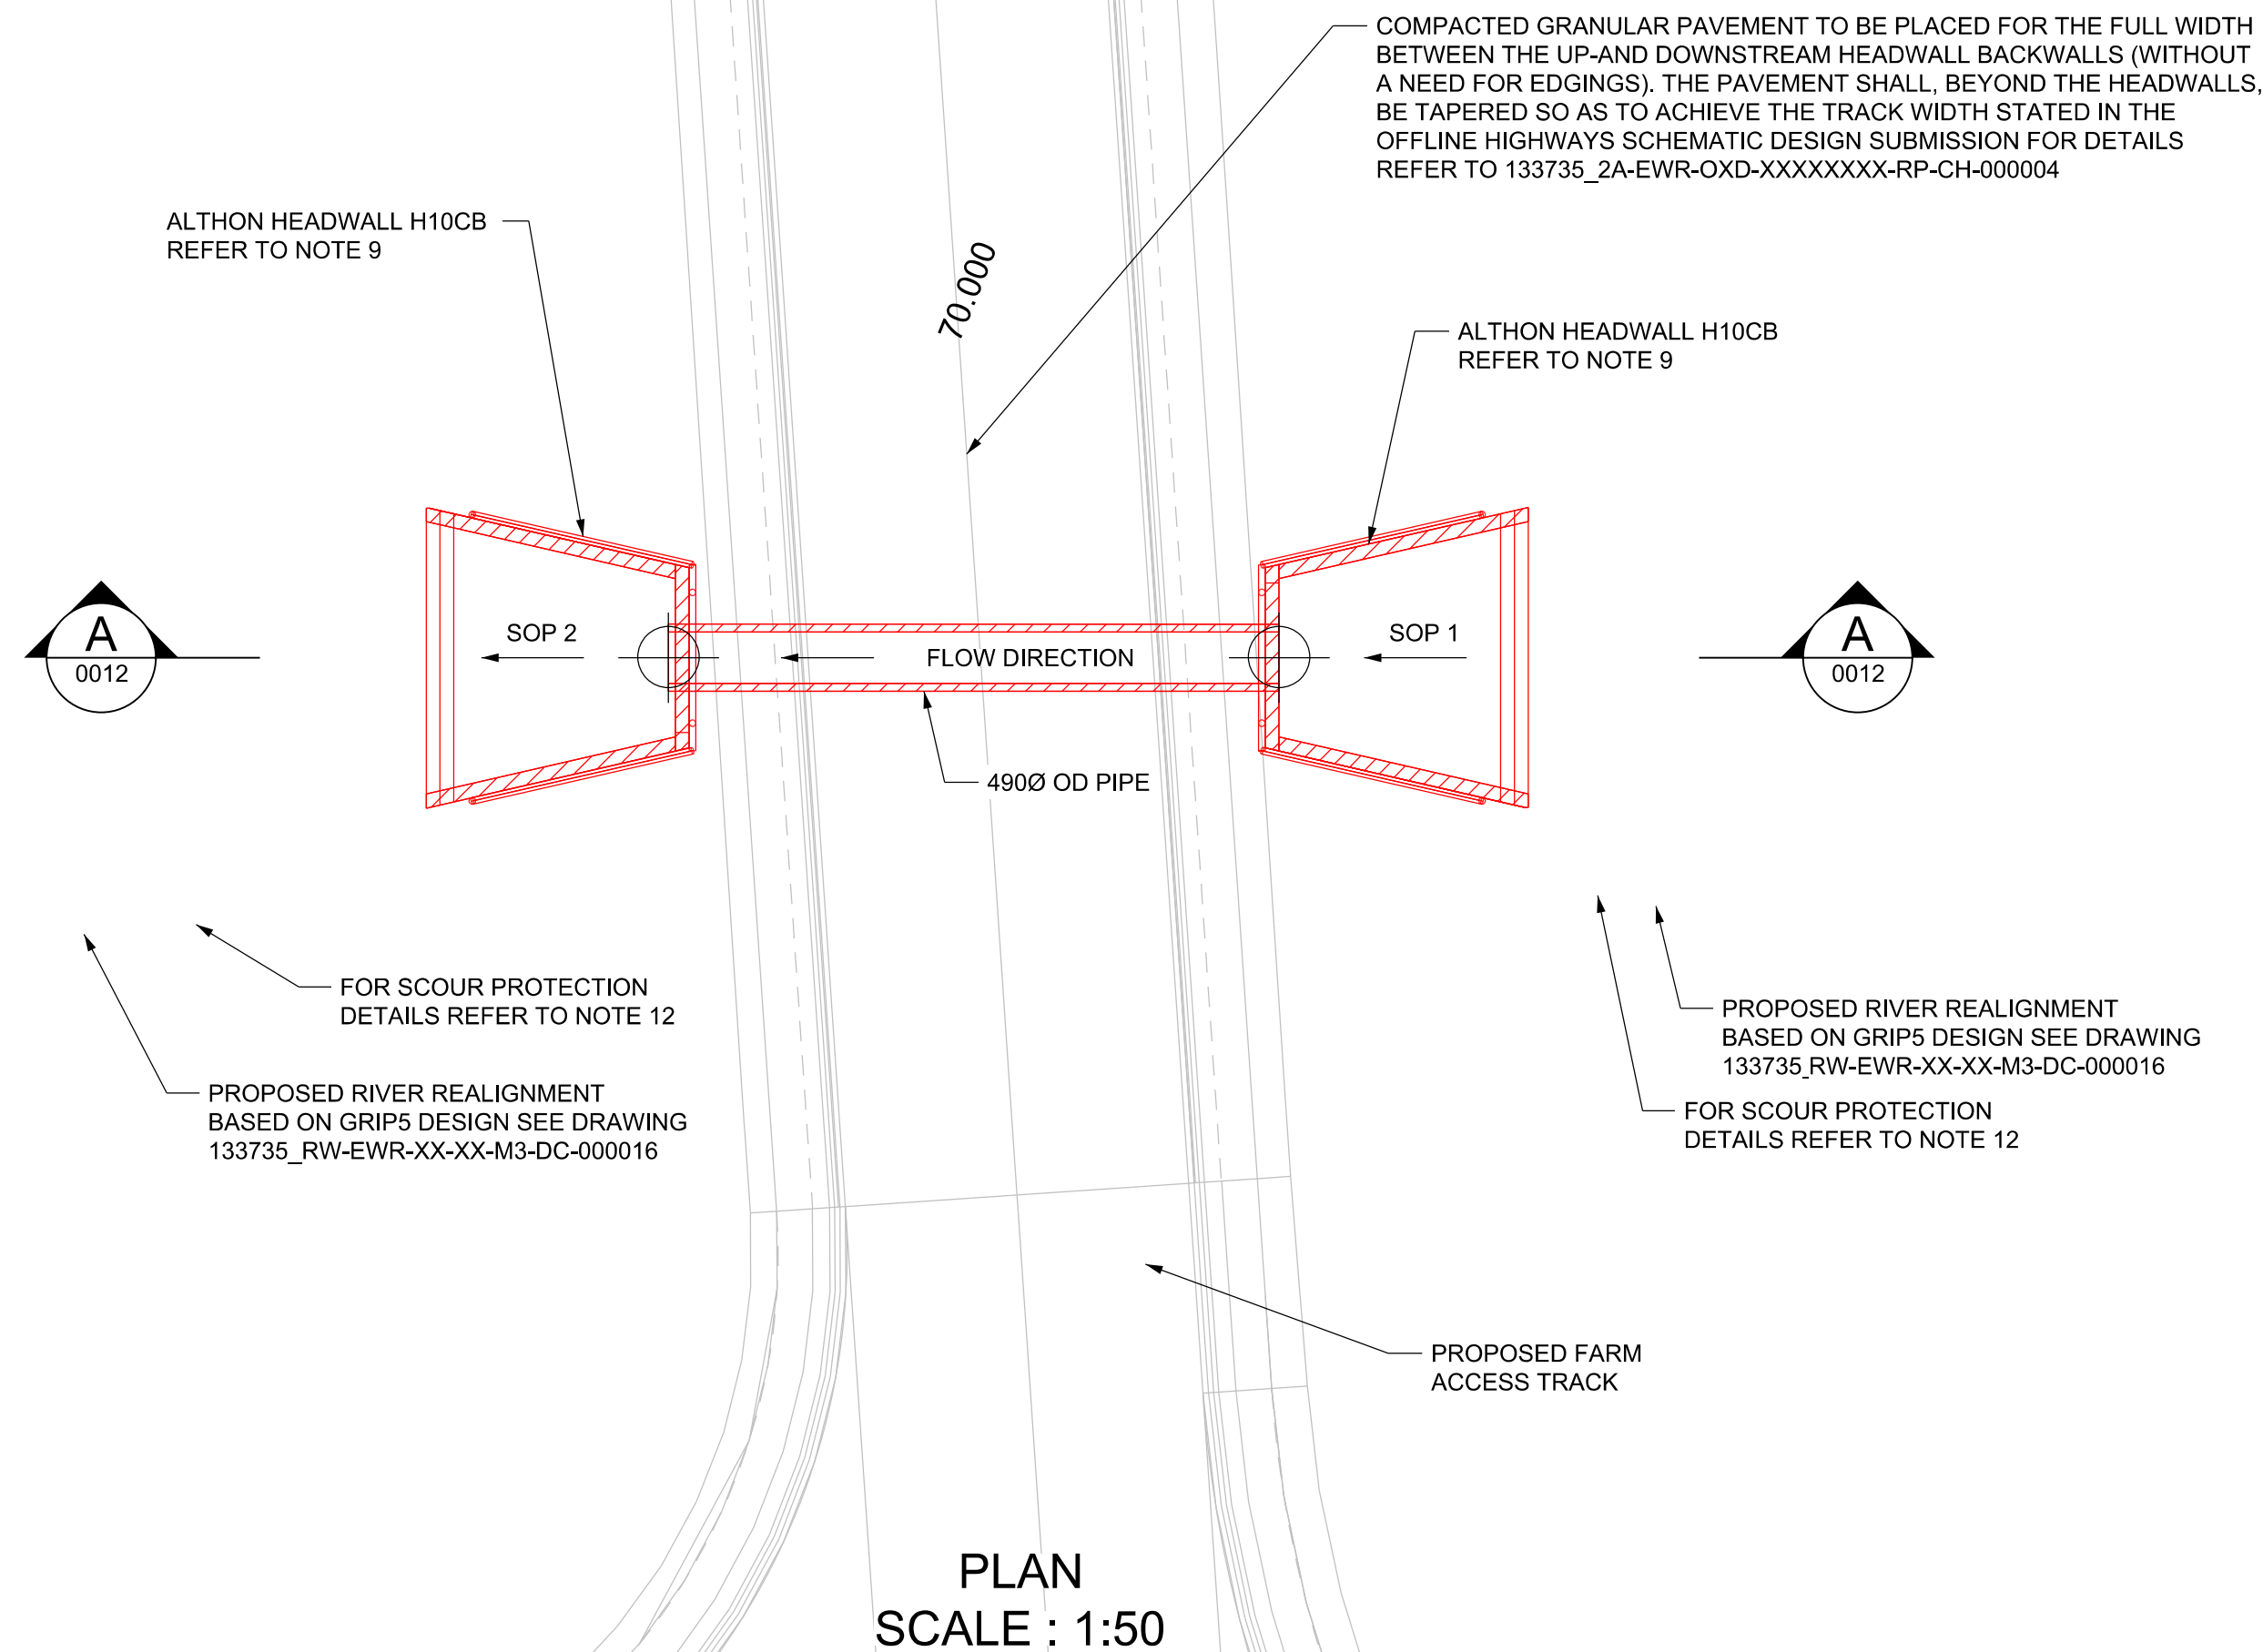 COMPACTED GRANULAR PAVEMENT TO BE PLACED FOR THE FULL WIDTH
BETWEEN THE UP-AND DOWNSTREAM HEADWALL BACKWALLS (WITHOUT
A NEED FOR EDGINGS). THE PAVEMENT SHALL, BEYOND THE HEADWALLS,
BE TAPERED SO AS TO ACHIEVE THE TRACK WIDTH STATED IN THE
OFFLINE HIGHWAYS SCHEMATIC DESIGN SUBMISSION FOR DETAILS
REFER TO 133735_2A-EWR-OXD-XXXXXXXX-RP-CH-000004
ALTHON HEADWALL H10CB
REFER TO NOTE 9
70.000
ALTHON HEADWALL H10CB
REFER TO NOTE 9
A
0012
SOP 2
FLOW DIRECTION
SOP 1
A
0012
490Ø OD PIPE
FOR SCOUR PROTECTION
DETAILS REFER TO NOTE 12
PROPOSED RIVER REALIGNMENT
BASED ON GRIP5 DESIGN SEE DRAWING
133735_RW-EWR-XX-XX-M3-DC-000016
PROPOSED RIVER REALIGNMENT
BASED ON GRIP5 DESIGN SEE DRAWING
133735_RW-EWR-XX-XX-M3-DC-000016
FOR SCOUR PROTECTION
DETAILS REFER TO NOTE 12
PROPOSED FARM
ACCESS TRACK
PLAN
SCALE : 1:50